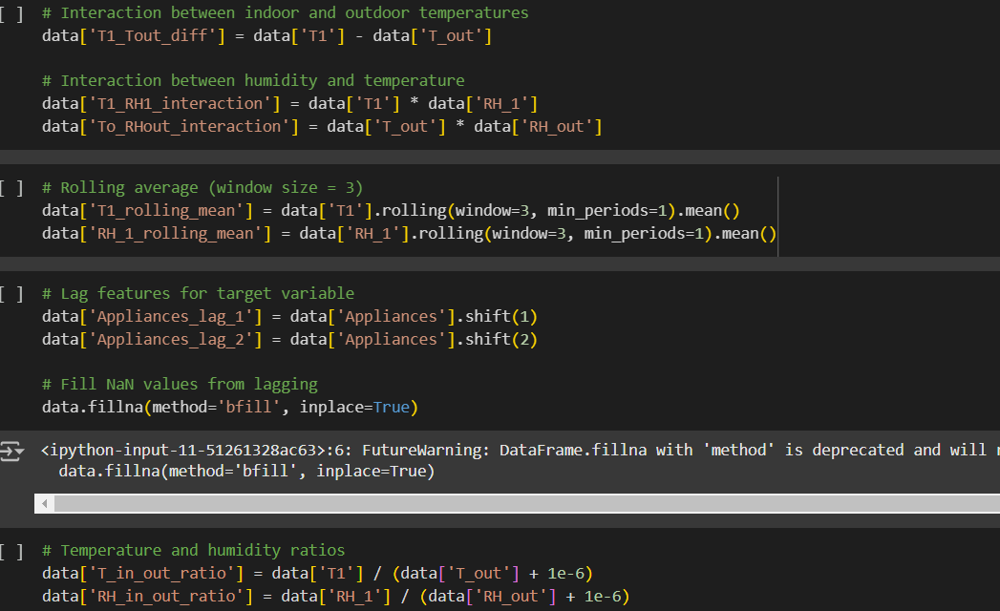 [ ] # Interaction between indoor and outdoor temperatures
data['T1_Tout_diff'] = data['T1'] - data['T_out']
# Interaction between humidity and temperature
data['T1_RH1_interaction'] = data['T1'] * data['RH_1']
data['To_RHout_interaction'] = data['T_out'] * data['RH_out']
[ ] # Rolling average (window size = 3)
data['T1_rolling_mean'] = data['T1'].rolling(window=3, min_periods=1).mean()
data['RH_1_rolling_mean'] = data['RH_1'].rolling(window=3, min_periods=1).mean()
[ ] # Lag features for target variable
data['Appliances_lag_1'] = data['Appliances'].shift(1)
data['Appliances_lag_2'] = data['Appliances'].shift(2)
# Fill NaN values from lagging
data.fillna(method='bfill', inplace=True)
<ipython-input-11-51261328ac63>:6: FutureWarning: DataFrame.fillna with 'method' is deprecated and will
data.fillna(method='bfill', inplace=True)
[ ] # Temperature and humidity ratios
data['T_in_out_ratio'] = data['T1'] / (data['T_out'] + 1e-6)
data['RH_in_out_ratio'] = data['RH_1'] / (data['RH_out'] + 1e-6)